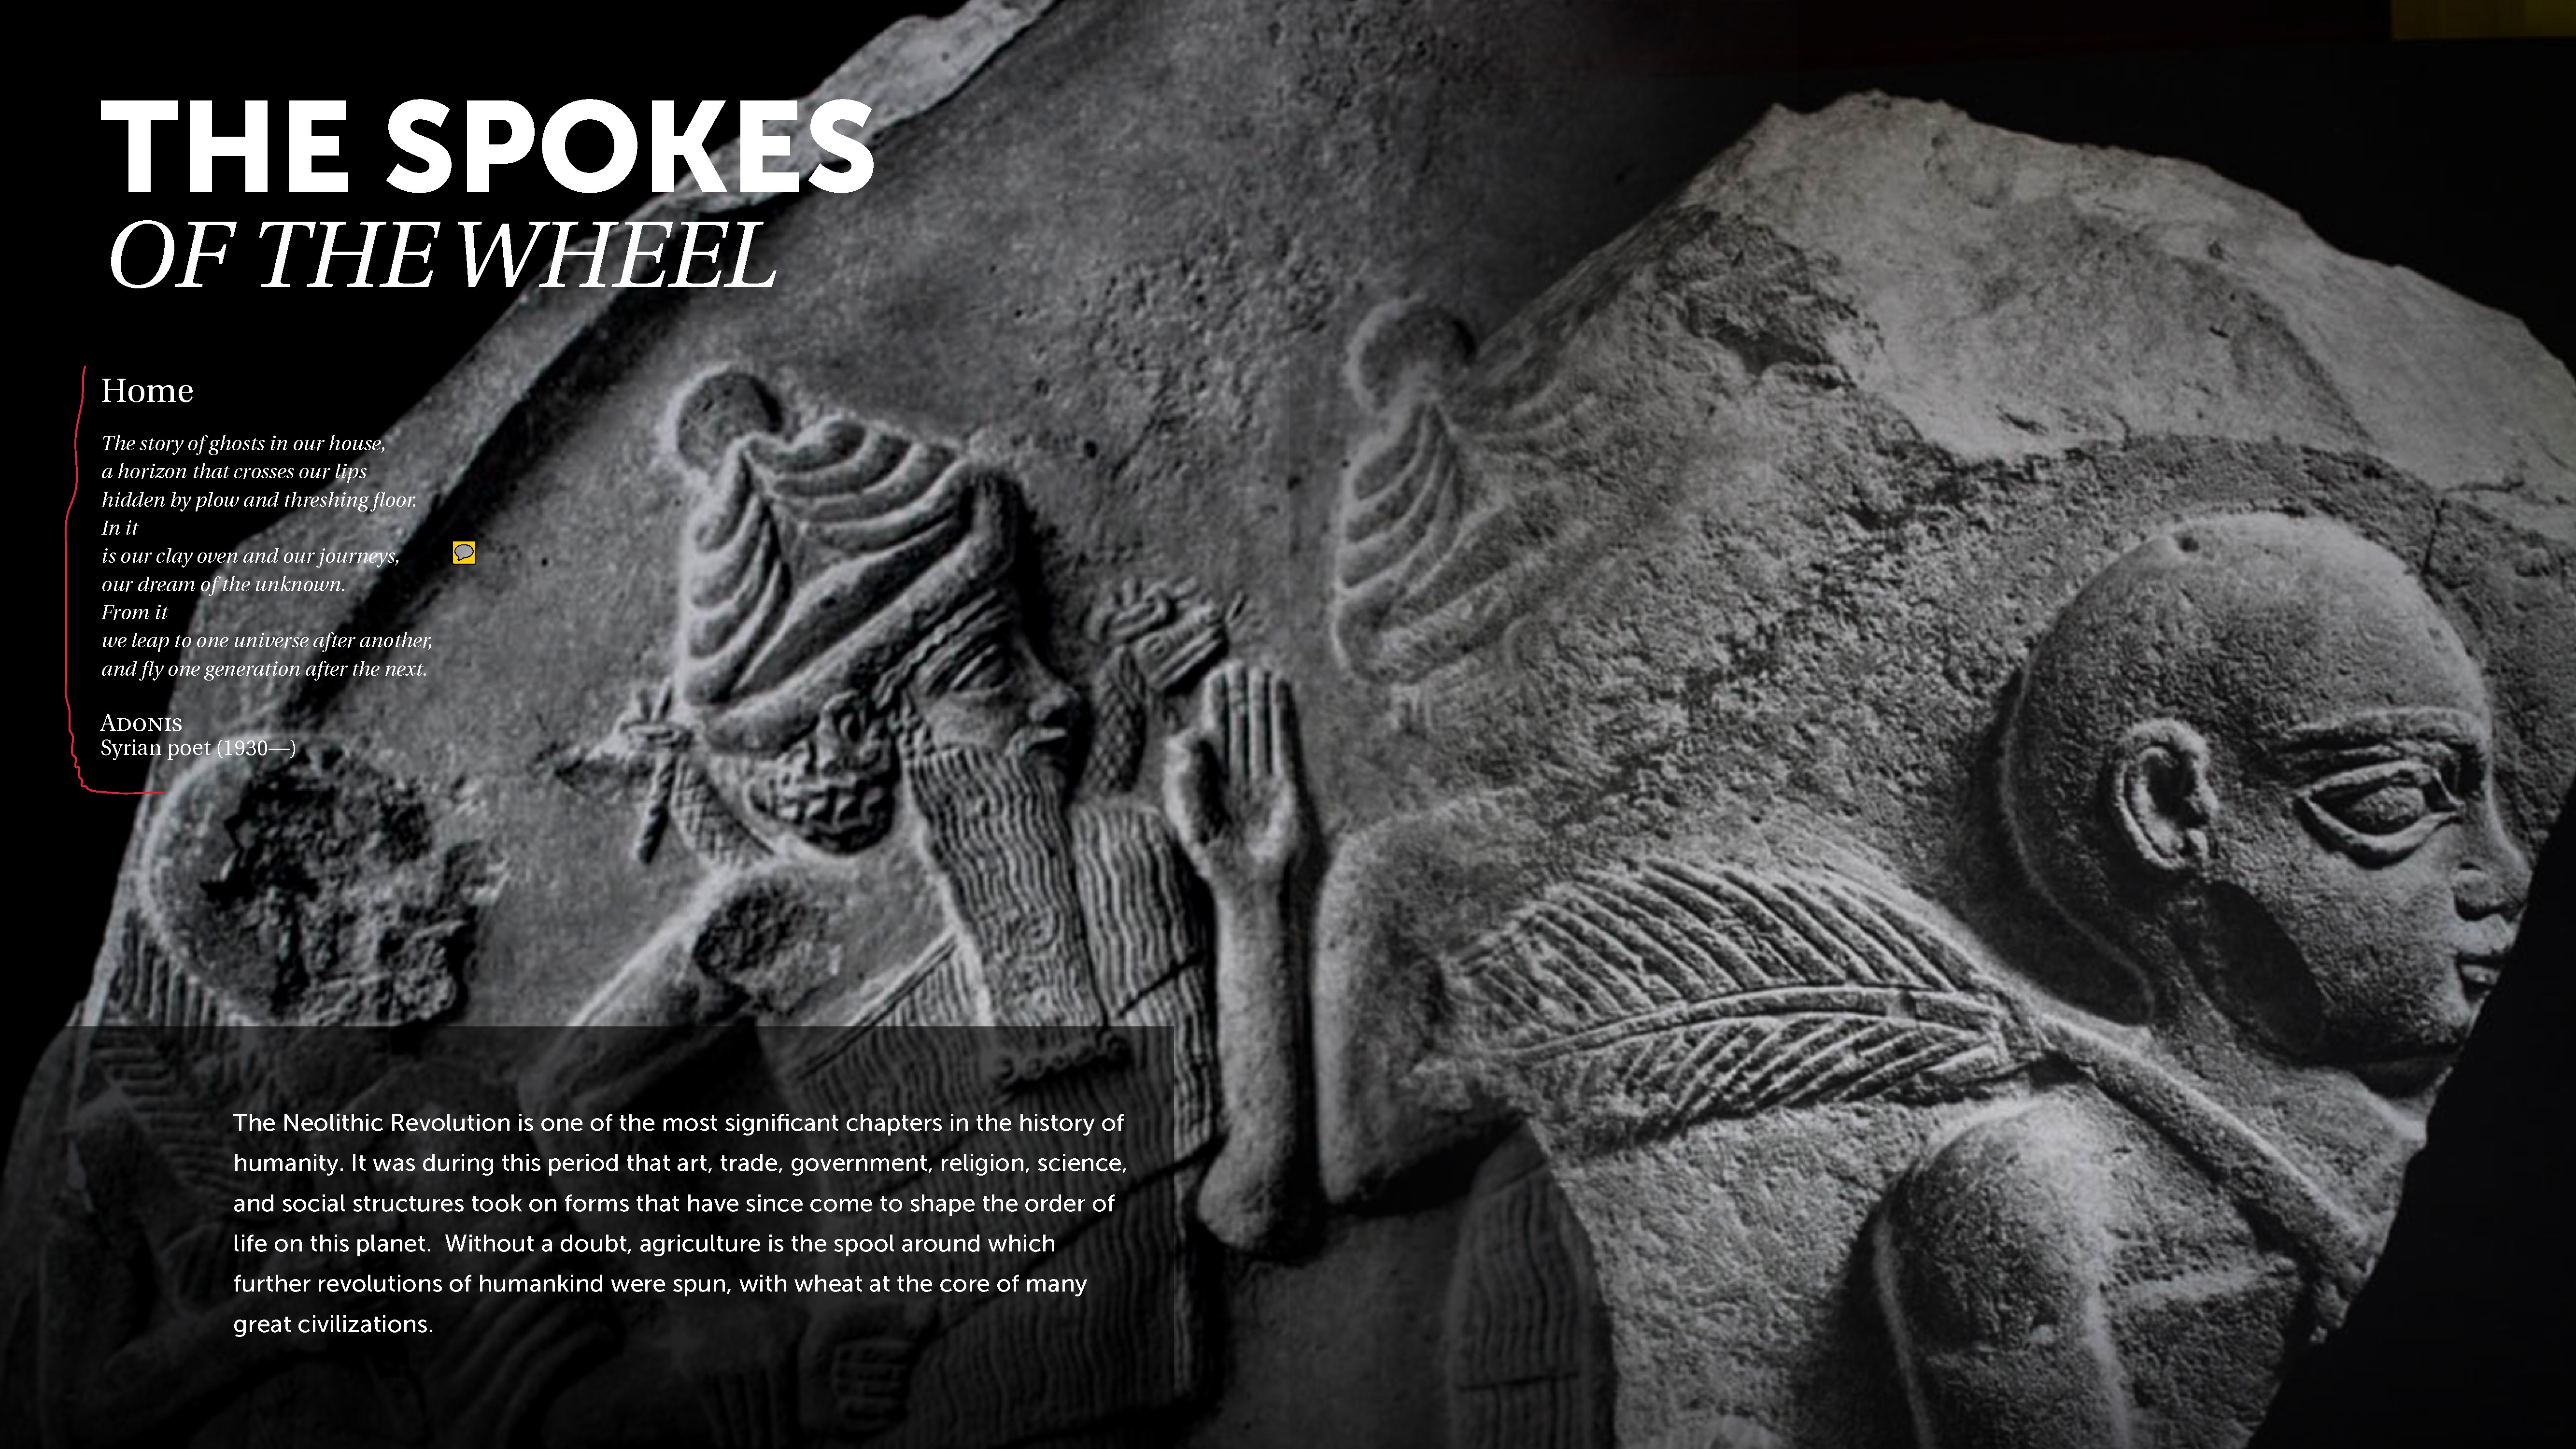 THE SPOKES
OF THE WHEEL
Home
The story of ghosts in our house,
a horizon that crosses our lips
hidden by plow and threshing floor.
In it
is our clay oven and our journeys,
our dream of the unknown.
From it
we leap to one universe after another,
and fly one generation after the next.
ADONIS
Syrian poet (1930—)
The Neolithic Revolution is one of the most significant chapters in the history of
humanity. It was during this period that art, trade, government, religion, science,
and social structures took on forms that have since come to shape the order of
life on this planet.  Without a doubt, agriculture is the spool around which
further revolutions of humankind were spun, with wheat at the core of many
great civilizations.